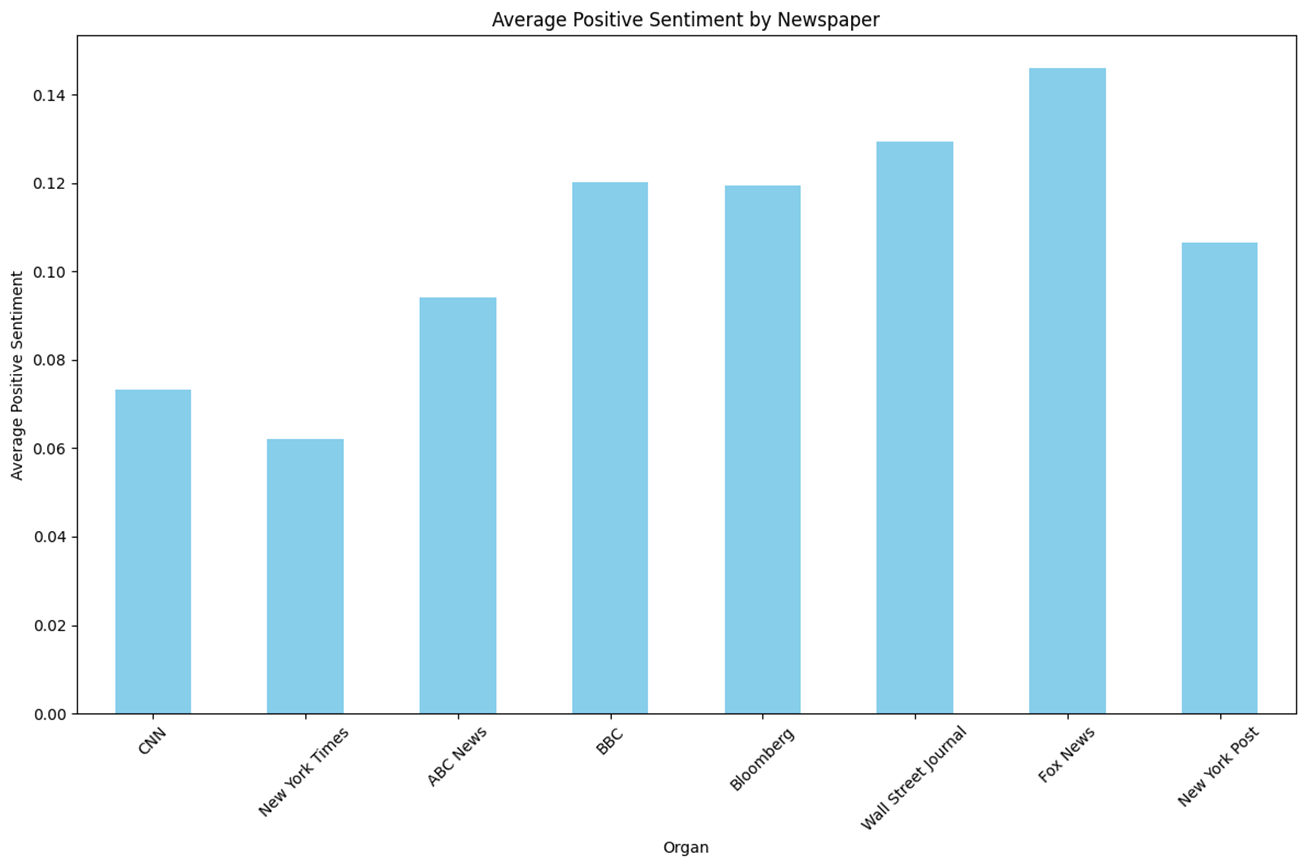 Average Positive Sentiment by Newspaper
Average Positive Sentiment
0.14
0.12
0.10
0.08
0.06
0.04
0.02
0.00
CNN
New York Times
ABC News
BBC
Bloomberg
Wall Street Journal
Fox News
New York Post
Organ